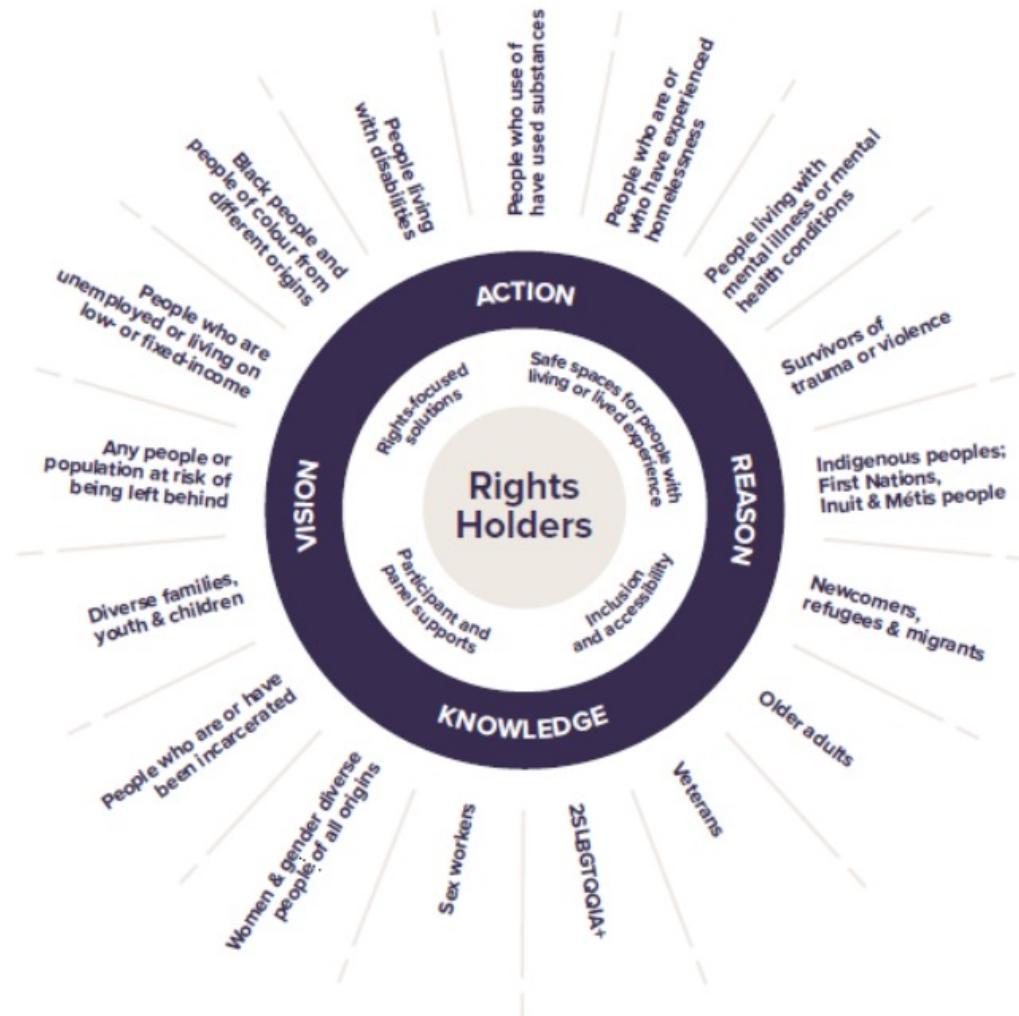 People who use of
have used substances
People who are or
who have experienced
homelessness
People living with
mental illness or mental
health conditions
Survivors of
trauma or violence
Indigenous peoples;
First Nations,
Inuit & Métis people
Newcomers,
refugees & migrants
Older adults
Veterans
2SLBGTQQIA+
Sex workers
Women & gender diverse
people of all origins
People who are or have
been incarcerated
Diverse families,
youth & children
Any people or
population at risk of
being left behind
People who are
unemployed or living on
low- or fixed-income
Black people and
people of colour from
different origins
People living
with disabilities
ACTION
REASON
KNOWLEDGE
VISION
Rights-focused
solutions
Safe spaces for people with
living or lived experience
Inclusion
and accessibility
Participant and
panel supports
Rights
Holders